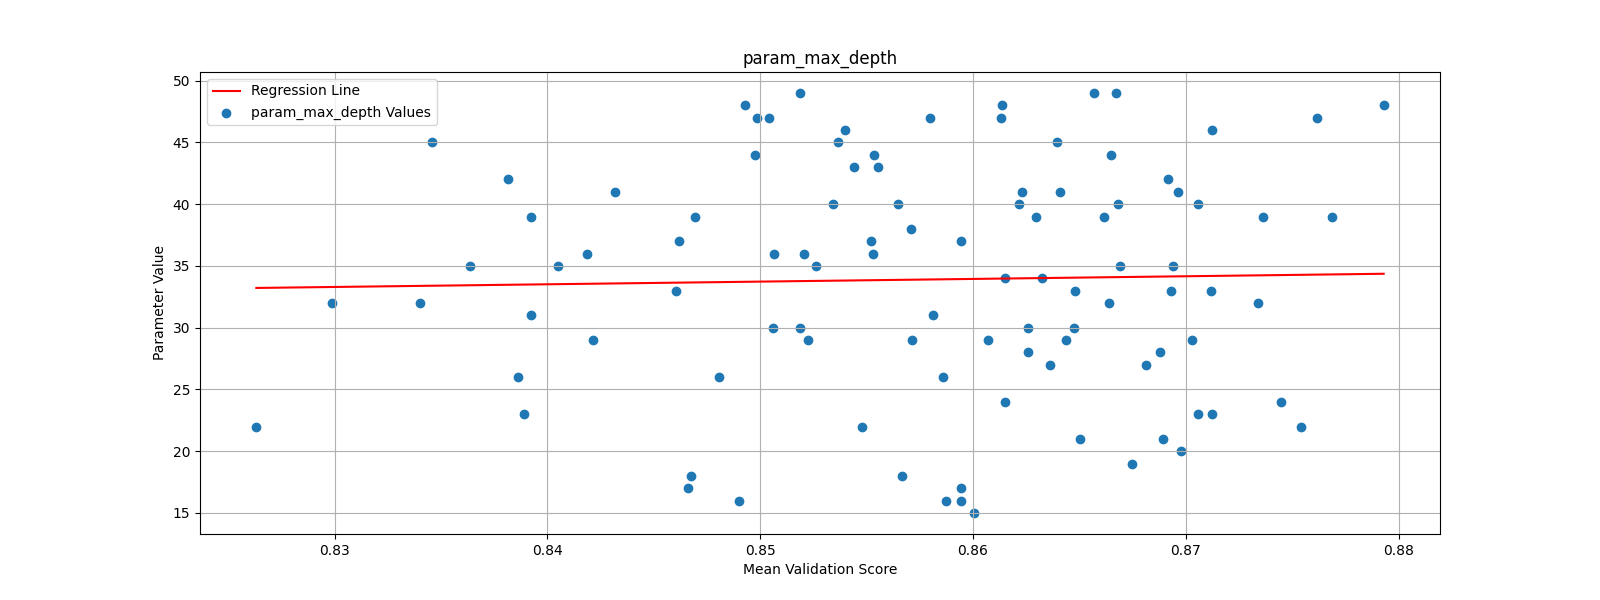 param_max_depth
Regression Line
param_max_depth Values
50
45
40
35
30
25
20
15
Parameter Value
0.83 0.84 0.85 0.86 0.87 0.88
Mean Validation Score